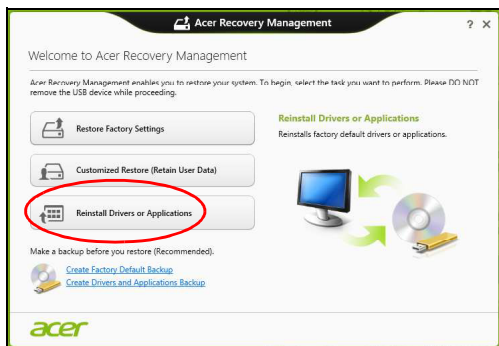 Acer Recovery Management
? ×
Welcome to Acer Recovery Management
Acer Recovery Management enables you to restore your system. To begin, select the task you want to perform. Please DO NOT
remove the USB device while proceeding.
Restore Factory Settings
Customized Restore (Retain User Data)
Reinstall Drivers or Applications
Reinstall Drivers or Applications
Reinstalls factory default drivers or applications.
Make a backup before you restore (Recommended).
Create Factory Default Backup
Create Drivers and Applications Backup
acer